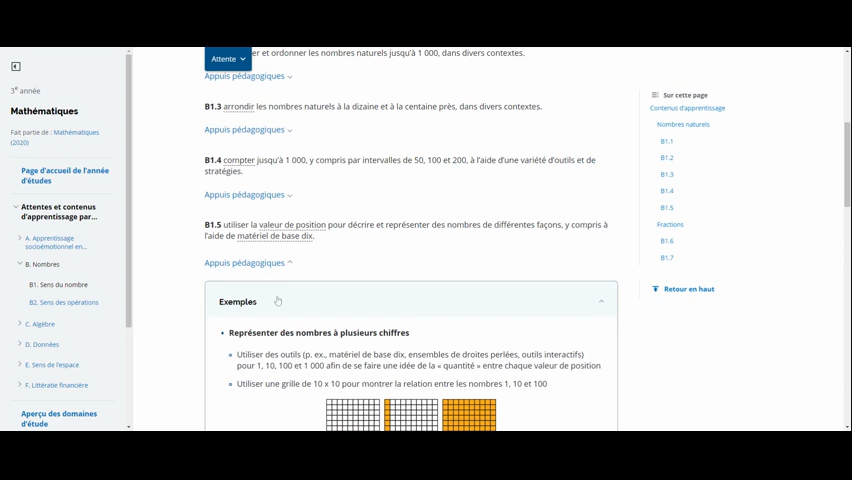 3e année
Mathématiques
Fait partie de : Mathématiques
(2020)
Page d'accueil de l'année
d'études
Attentes et contenus
d'apprentissage par...
A. Apprentissage
socioémotionnel en...
B. Nombres
B1. Sens du nombre
B2. Sens des opérations
C. Algèbre
D. Données
E. Sens de l'espace
F. Littératie financière
Aperçu des domaines
d'étude
Attente
er et ordonner les nombres naturels jusqu'à 1 000, dans divers contextes.
Appuis pédagogiques
B1.3 arrondir les nombres naturels à la dizaine et à la centaine près, dans divers contextes.
Appuis pédagogiques
B1.4 compter jusqu'à 1 000, y compris par intervalles de 50, 100 et 200, à l'aide d'une variété d'outils et de
stratégies.
Appuis pédagogiques
B1.5 utiliser la valeur de position pour décrire et représenter des nombres de différentes façons, y compris à
l'aide de matériel de base dix.
Appuis pédagogiques
Exemples
• Représenter des nombres à plusieurs chiffres
Utiliser des outils (p. ex., matériel de base dix, ensembles de droites perlées, outils interactifs)
pour 1, 10, 100 et 1 000 afin de se faire une idée de la « quantité » entre chaque valeur de position
Utiliser une grille de 10 x 10 pour montrer la relation entre les nombres 1, 10 et 100
Sur cette page
Contenus d'apprentissage
Nombres naturels
B1.1
B1.2
B1.3
B1.4
B1.5
Fractions
B1.6
B1.7
Retour en haut